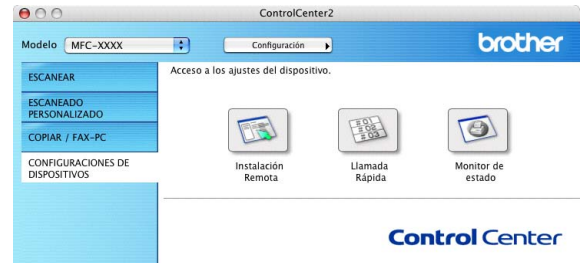 ControlCenter2
Modelo MFC-XXXX Configuración brother
ESCANEAR
ESCANEADO
PERSONALIZADO
COPIAR / FAX-PC
CONFIGURACIONES DE
DISPOSITIVOS
Acceso a los ajustes del dispositivo.
Instalación
Remota
Llamada
Rápida
Monitor de
estado
Control Center